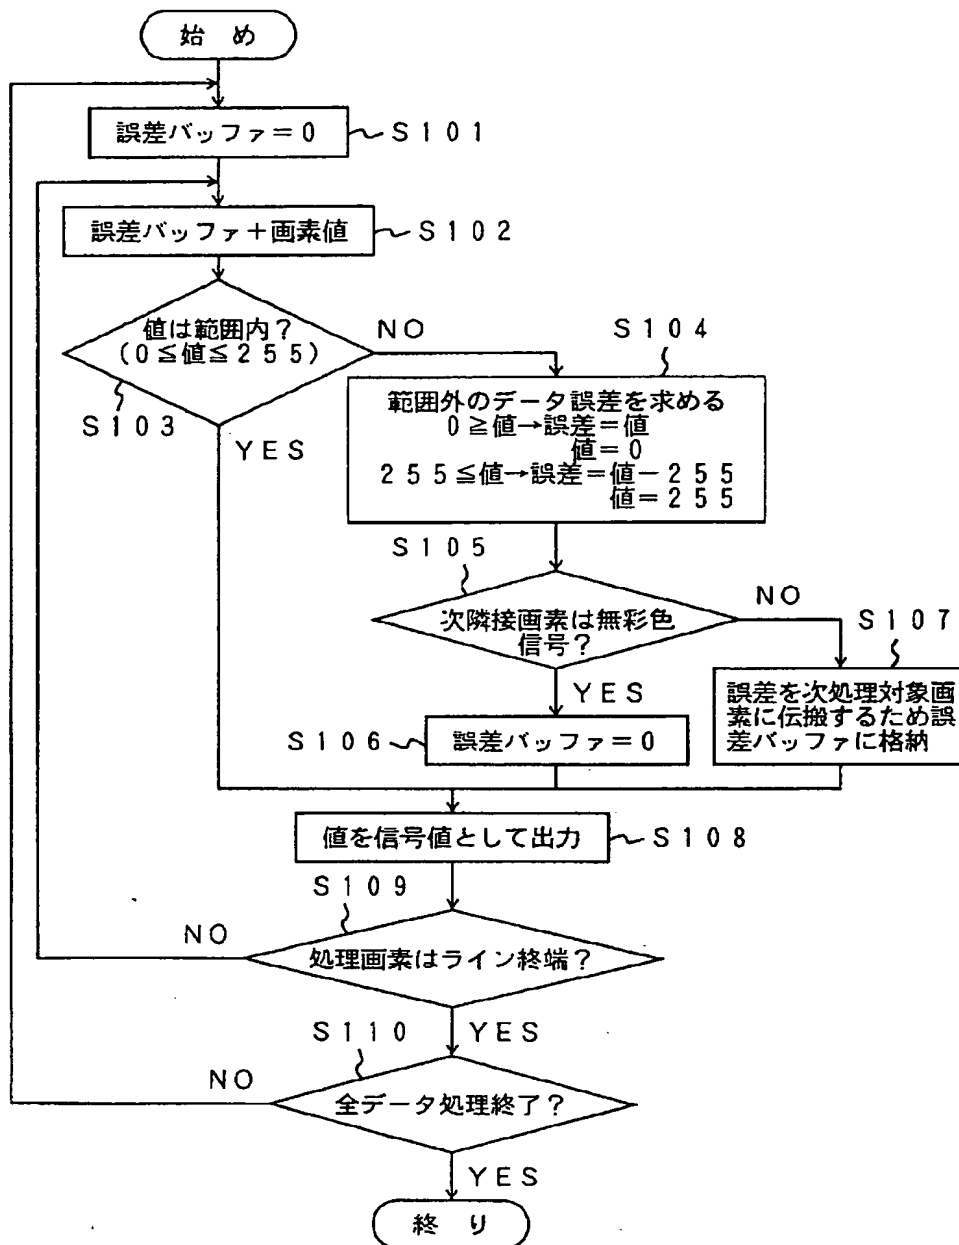 始 め
誤差バッファ＝０
Ｓ１０１
誤差バッファ＋画素値
Ｓ１０２
値は範囲内？
（０≦値≦２５５）
Ｓ１０３
ＮＯ
ＹＥＳ
Ｓ１０４
範囲外のデータ誤差を求める
０≧値→誤差＝値
値＝０
２５５≦値→誤差＝値－２５５
値＝２５５
Ｓ１０５
次隣接画素は無彩色
信号？
ＮＯ
ＹＥＳ
Ｓ１０７
誤差を次処理対象画
素に伝搬するため誤
差バッファに格納
Ｓ１０６
誤差バッファ＝０
値を信号値として出力
Ｓ１０８
Ｓ１０９
ＮＯ
処理画素はライン終端？
Ｓ１１０
ＹＥＳ
ＮＯ
全データ処理終了？
ＹＥＳ
終 り